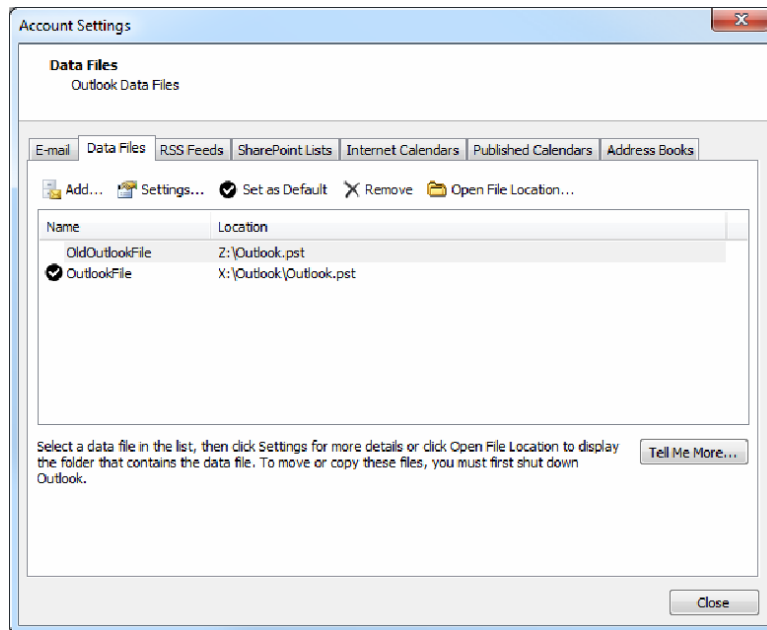 Account Settings
Data Files
Outlook Data Files
E-mail Data Files RSS Feeds SharePoint Lists Internet Calendars Published Calendars Address Books
Add... Settings... Set as Default Remove Open File Location...
Name Location
OldOutlookFile Z:\Outlook.pst
OutlookFile X:\Outlook\Outlook.pst
Select a data file in the list, then click Settings for more details or click Open File Location to display
the folder that contains the data file. To move or copy these files, you must first shut down
Outlook.
Tell Me More...
Close